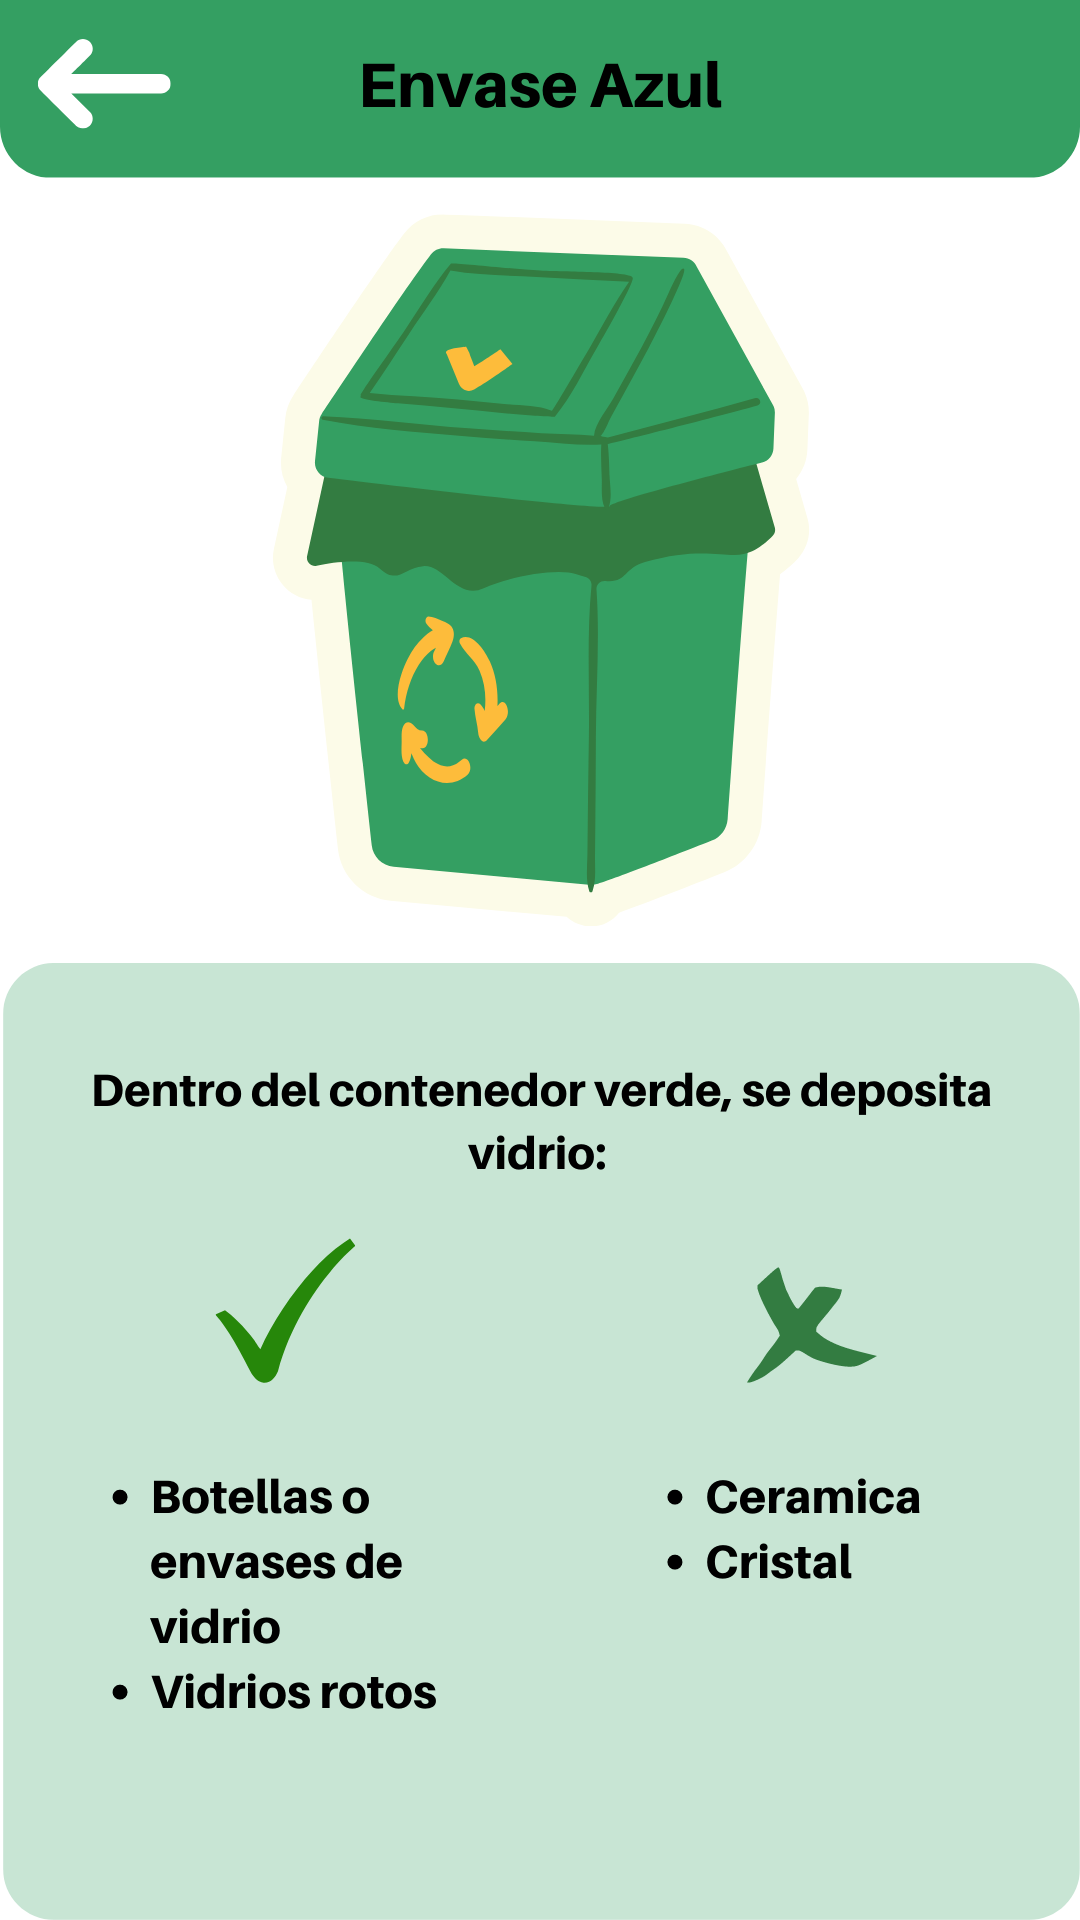 Envase Azul
Dentro del contenedor verde, se deposita
vidrio:
• Botellas o
envases de
vidrio
• Vidrios rotos
• Ceramica
• Cristal